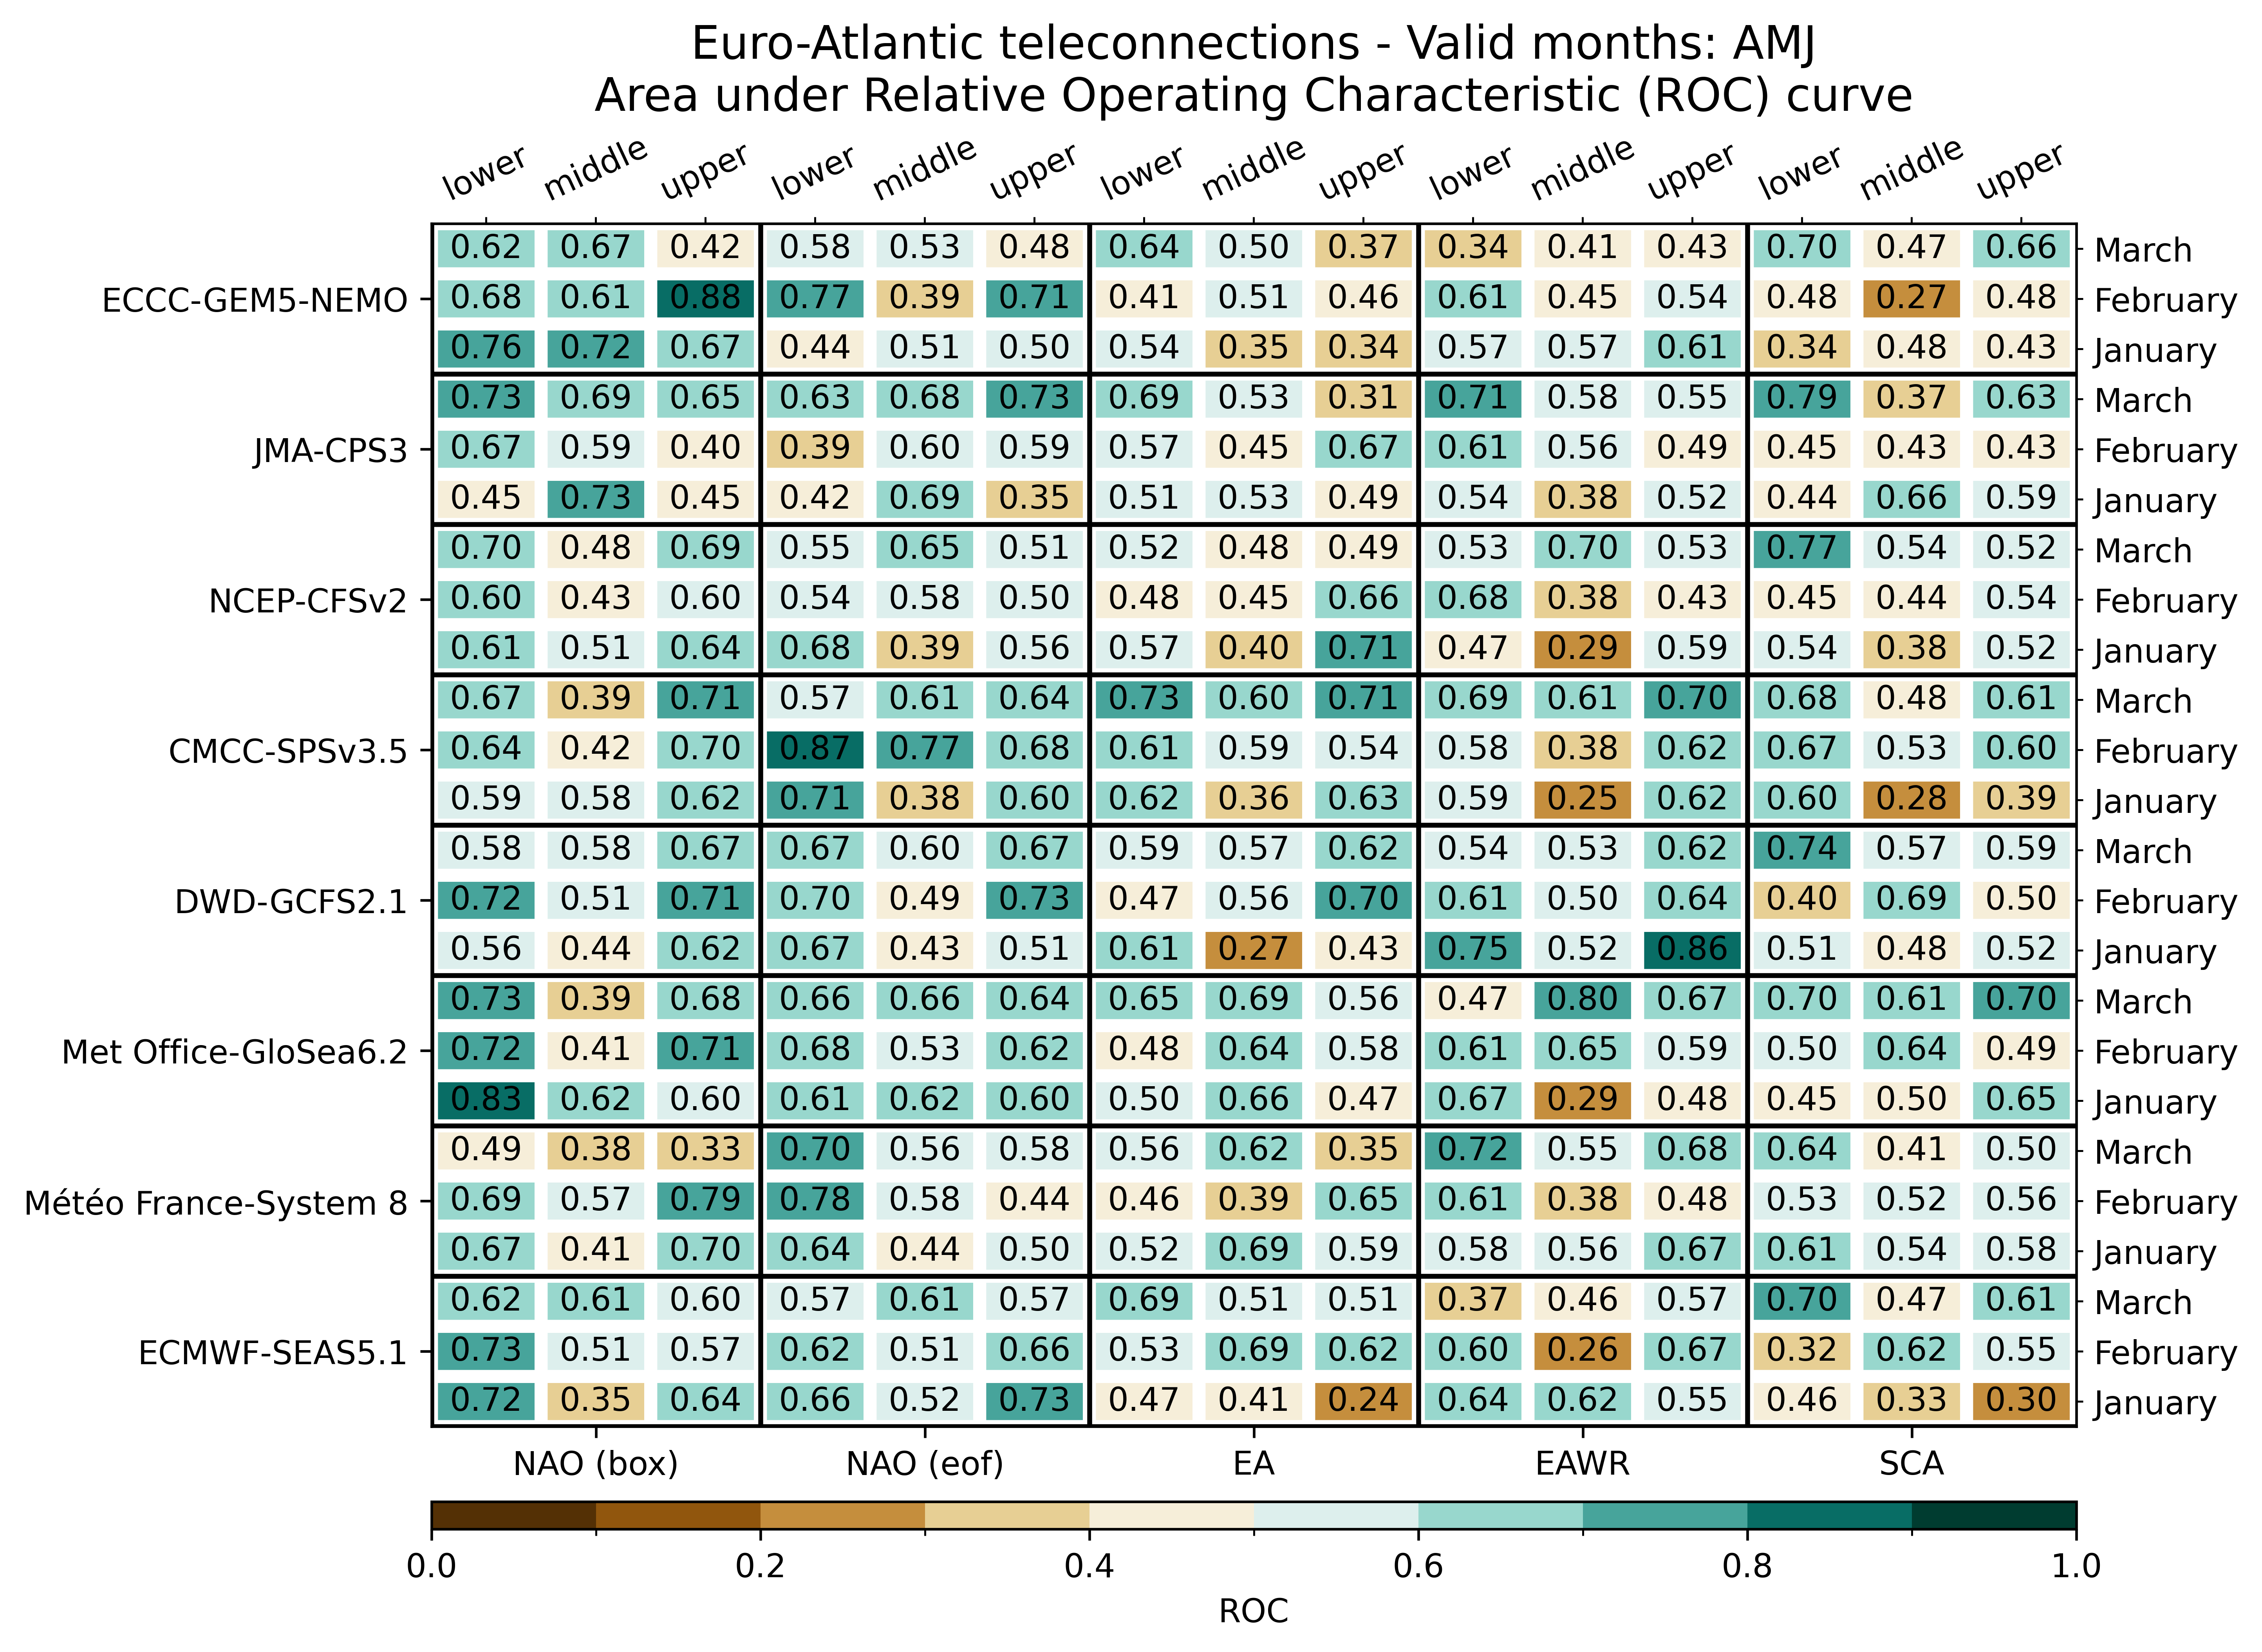 Euro-Atlantic teleconnections - Valid months: AMJ
Area under Relative Operating Characteristic (ROC) curve
lower middle upper lower middle upper lower middle upper lower middle upper lower middle upper
0.62 0.67 0.42 0.58 0.53 0.48 0.64 0.50 0.37 0.34 0.41 0.43 0.70 0.47 0.66 March
ECCC-GEM5-NEMO 0.68 0.61 0.88 0.77 0.39 0.71 0.41 0.51 0.46 0.61 0.45 0.54 0.48 0.27 0.48 February
0.76 0.72 0.67 0.44 0.51 0.50 0.54 0.35 0.34 0.57 0.57 0.61 0.34 0.48 0.43 January
0.73 0.69 0.65 0.63 0.68 0.73 0.69 0.53 0.31 0.71 0.58 0.55 0.79 0.37 0.63 March
JMA-CPS3 0.67 0.59 0.40 0.39 0.60 0.59 0.57 0.45 0.67 0.61 0.56 0.49 0.45 0.43 0.43 February
0.45 0.73 0.45 0.42 0.69 0.35 0.51 0.53 0.49 0.54 0.38 0.52 0.44 0.66 0.59 January
0.70 0.48 0.69 0.55 0.65 0.51 0.52 0.48 0.49 0.53 0.70 0.53 0.77 0.54 0.52 March
NCEP-CFSv2 0.60 0.43 0.60 0.54 0.58 0.50 0.48 0.45 0.66 0.68 0.38 0.43 0.45 0.44 0.54 February
0.61 0.51 0.64 0.68 0.39 0.56 0.57 0.40 0.71 0.47 0.29 0.59 0.54 0.38 0.52 January
0.67 0.39 0.71 0.57 0.61 0.64 0.73 0.60 0.71 0.69 0.61 0.70 0.68 0.48 0.61 March
CMCC-SPSv3.5 0.64 0.42 0.70 0.87 0.77 0.68 0.61 0.59 0.54 0.58 0.38 0.62 0.67 0.53 0.60 February
0.59 0.58 0.62 0.71 0.38 0.60 0.62 0.36 0.63 0.59 0.25 0.62 0.60 0.28 0.39 January
0.58 0.58 0.67 0.67 0.60 0.67 0.59 0.57 0.62 0.54 0.53 0.62 0.74 0.57 0.59 March
DWD-GCFS2.1 0.72 0.51 0.71 0.70 0.49 0.73 0.47 0.56 0.70 0.61 0.50 0.64 0.40 0.69 0.50 February
0.56 0.44 0.62 0.67 0.43 0.51 0.61 0.27 0.43 0.75 0.52 0.86 0.51 0.48 0.52 January
0.73 0.39 0.68 0.66 0.66 0.64 0.65 0.69 0.56 0.47 0.80 0.67 0.70 0.61 0.70 March
Met Office-GloSea6.2 0.72 0.41 0.71 0.68 0.53 0.62 0.48 0.64 0.58 0.61 0.65 0.59 0.50 0.64 0.49 February
0.83 0.62 0.60 0.61 0.62 0.60 0.50 0.66 0.47 0.67 0.29 0.48 0.45 0.50 0.65 January
0.49 0.38 0.33 0.70 0.56 0.58 0.56 0.62 0.35 0.72 0.55 0.68 0.64 0.41 0.50 March
Météo France-System 8 0.69 0.57 0.79 0.78 0.58 0.44 0.46 0.39 0.65 0.61 0.38 0.48 0.53 0.52 0.56 February
0.67 0.41 0.70 0.64 0.44 0.50 0.52 0.69 0.59 0.58 0.56 0.67 0.61 0.54 0.58 January
0.62 0.61 0.60 0.57 0.61 0.57 0.69 0.51 0.51 0.37 0.46 0.57 0.70 0.47 0.61 March
ECMWF-SEAS5.1 0.73 0.51 0.57 0.62 0.51 0.66 0.53 0.69 0.62 0.60 0.26 0.67 0.32 0.62 0.55 February
0.72 0.35 0.64 0.66 0.52 0.73 0.47 0.41 0.24 0.64 0.62 0.55 0.46 0.33 0.30 January
NAO (box) NAO (eof) EA EAWR SCA
0.0 0.2 0.4 0.6 0.8 1.0
ROC